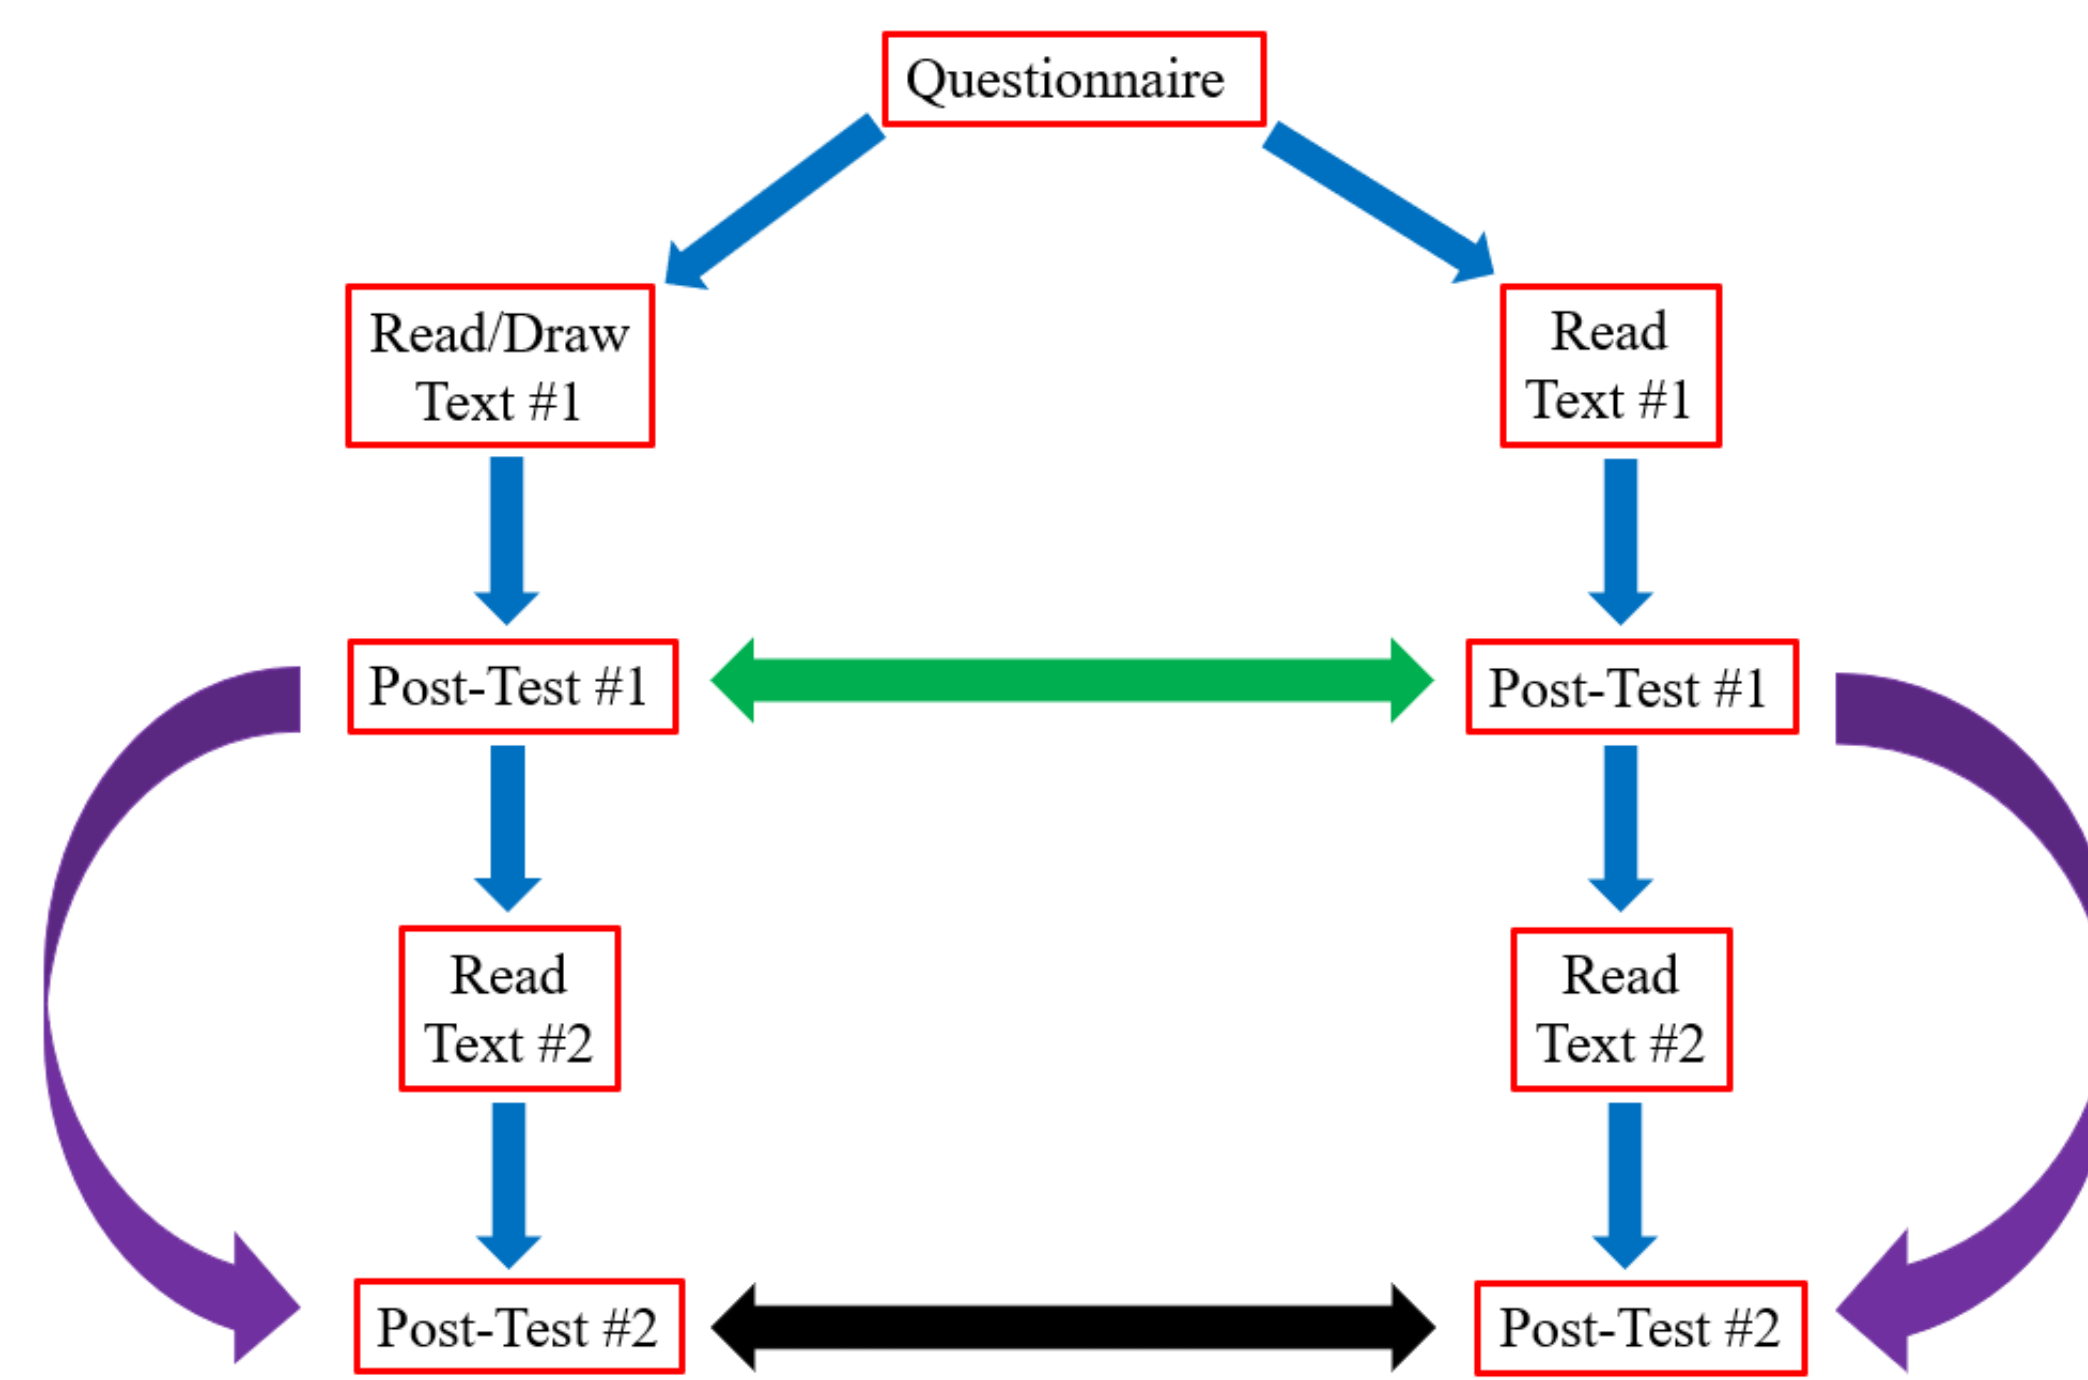 Questionnaire
Read/Draw
Text #1
Read
Text #1
Post-Test #1
Post-Test #1
Read
Text #2
Read
Text #2
Post-Test #2
Post-Test #2